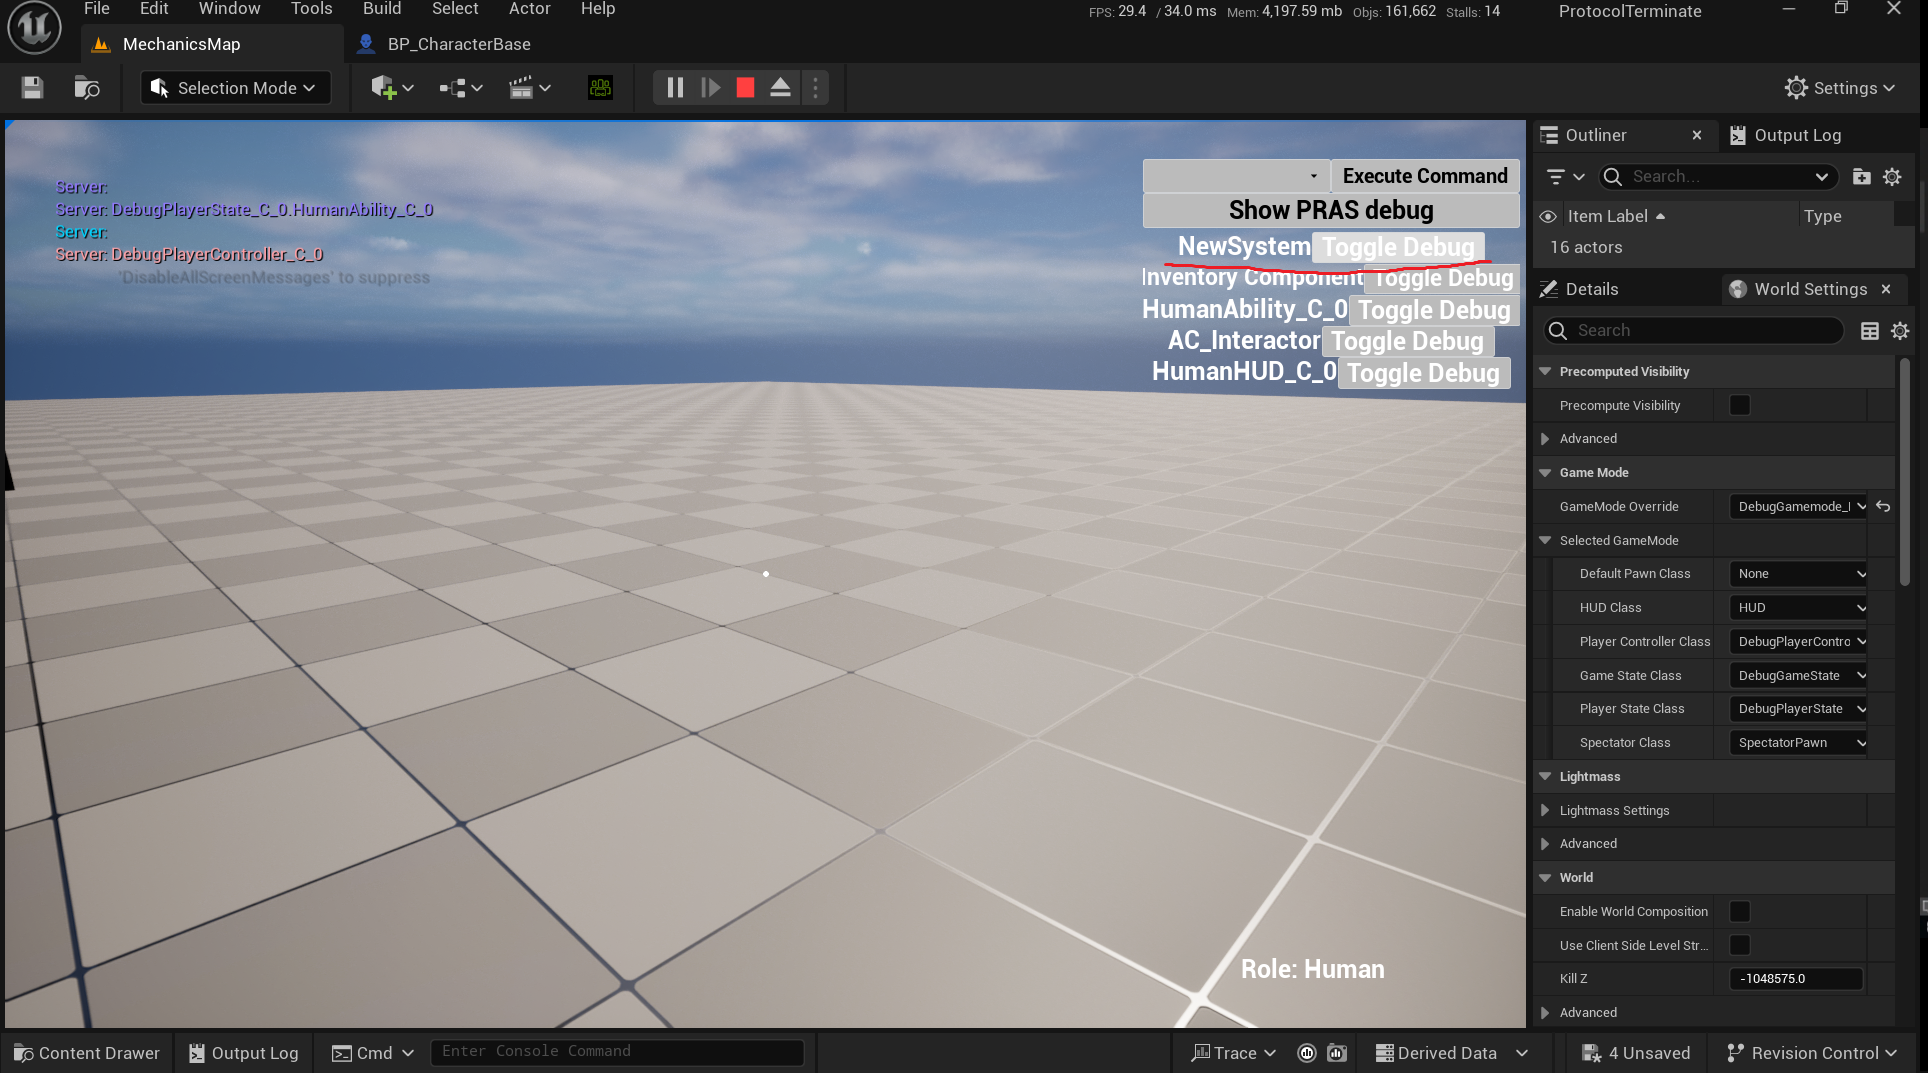 File Edit Window Tools Build Select Actor Help
FPS: 29.4 / 34.0 ms Mem: 4,197.59 mb Objs: 161,662 Stalls: 14
ProtocolTerminate
MechanicsMap
BP_CharacterBase
Selection Mode
Settings
Server:
Server: DebugPlayerState_C_0.HumanAbility_C_0
Server:
Server: DebugPlayerController_C_0
'DisableAllScreenMessages' to suppress
Execute Command
Show PRAS debug
NewSystem Toggle Debug
Inventory Component Toggle Debug
HumanAbility_C_0 Toggle Debug
AC_Interactor Toggle Debug
HumanHUD_C_0 Toggle Debug
Role: Human
Outliner
Output Log
Search...
Item Label Type
16 actors
Details
World Settings
Search
Precomputed Visibility
Precompute Visibility
Advanced
Game Mode
GameMode Override DebugGamemode_
Selected GameMode
Default Pawn Class None
HUD Class HUD
Player Controller Class DebugPlayerContro
Game State Class DebugGameState
Player State Class DebugPlayerState
Spectator Class SpectatorPawn
Lightmass
Lightmass Settings
Advanced
World
Enable World Composition
Use Client Side Level Str...
Kill Z -1048575.0
Advanced
Content Drawer
Output Log
Cmd
Enter Console Command
Trace
Derived Data
4 Unsaved
Revision Control